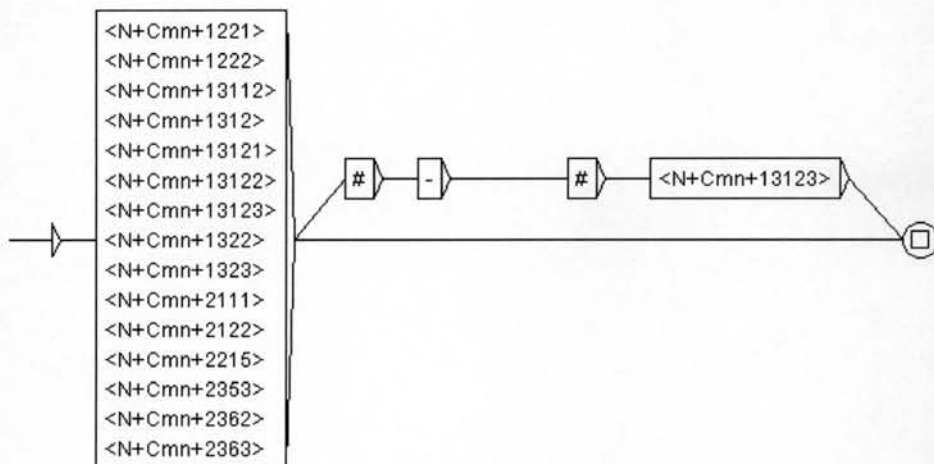 <N+Cmn+1221>
<N+Cmn+1222>
<N+Cmn+13112>
<N+Cmn+1312>
<N+Cmn+13121>
<N+Cmn+13122>
<N+Cmn+13123>
<N+Cmn+1322>
<N+Cmn+1323>
<N+Cmn+2111>
<N+Cmn+2122>
<N+Cmn+2215>
<N+Cmn+2353>
<N+Cmn+2362>
<N+Cmn+2363>
# - # <N+Cmn+13123>